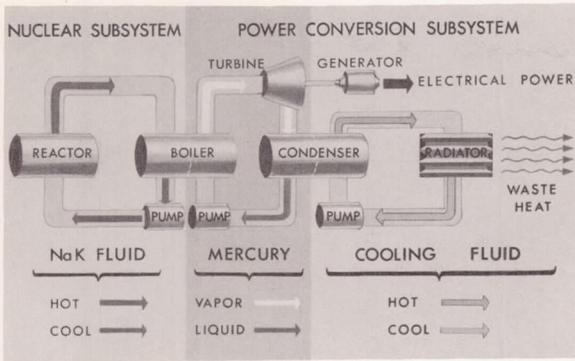 NUCLEAR SUBSYSTEM
POWER CONVERSION SUBSYSTEM
TURBINE
GENERATOR
ELECTRICAL POWER
REACTOR
BOILER
CONDENSER
RADIATOR
WASTE
HEAT
PUMP
PUMP
PUMP
NaK FLUID
MERCURY
COOLING FLUID
HOT
VAPOR
HOT
COOL
LIQUID
COOL